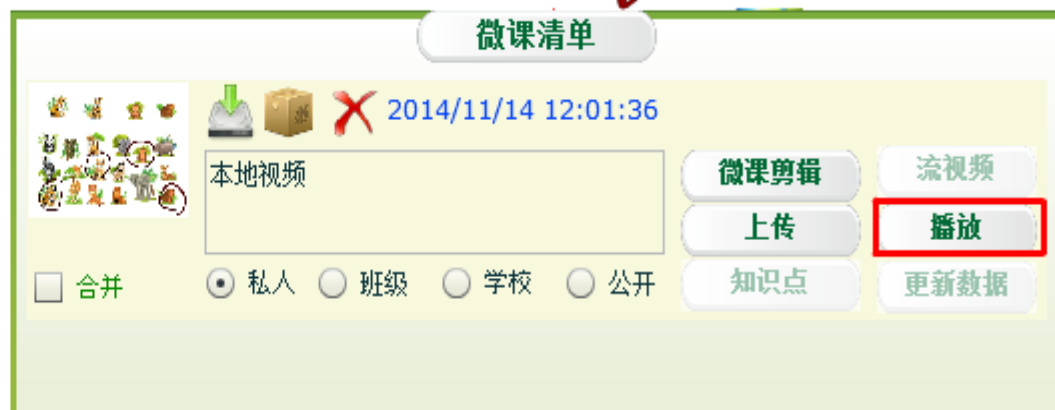 微课清单
2014/11/14 12:01:36
本地视频
微课剪辑
流视频
上传
播放
合并
私人
班级
学校
公开
知识点
更新数据